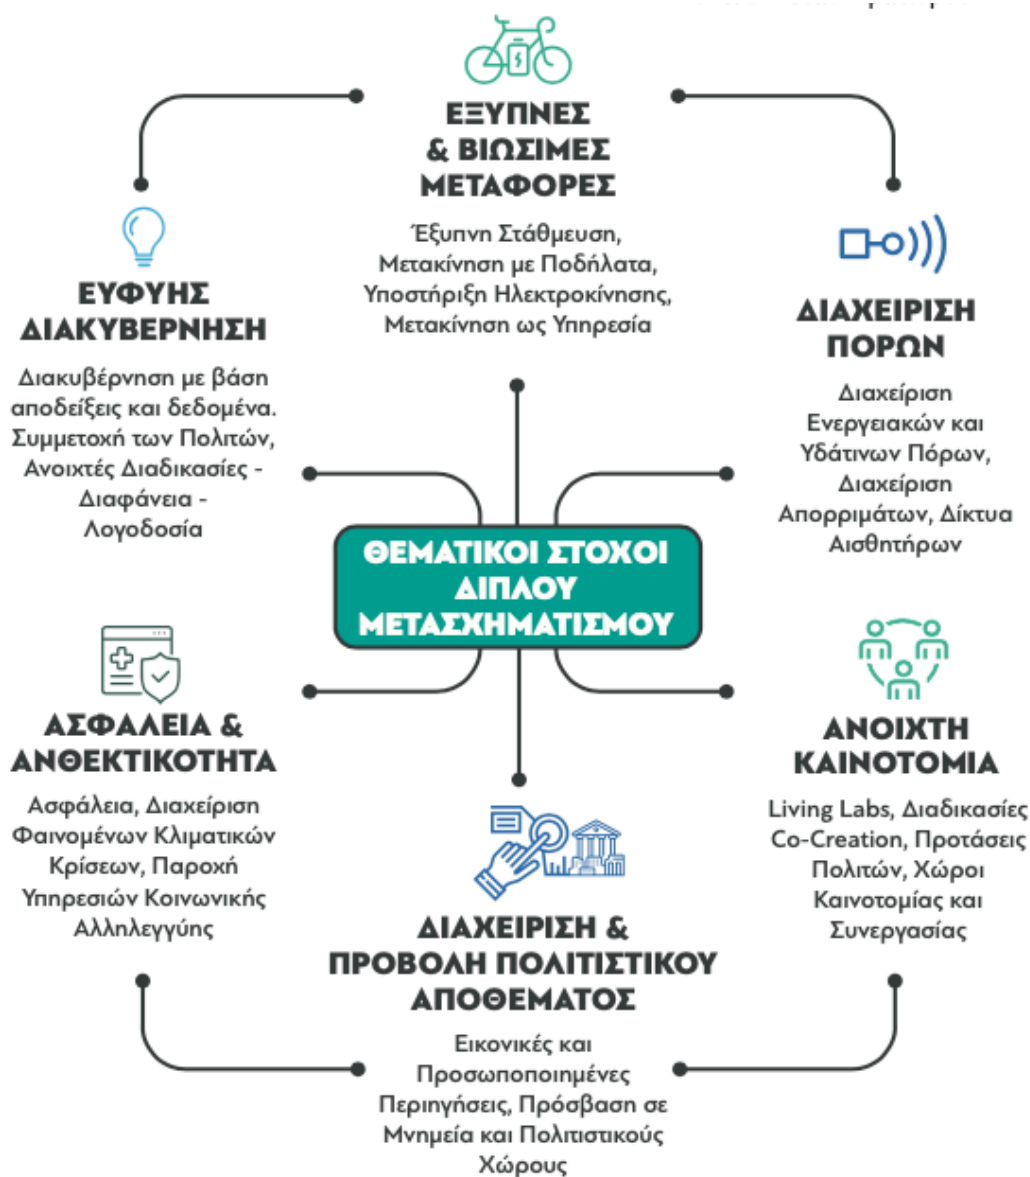 ΕΞΥΠΝΕΣ
& ΒΙΩΣΙΜΕΣ
ΜΕΤΑΦΟΡΕΣ
Έξυπνη Στάθμευση,
Μετακίνηση με Ποδήλατα,
Υποστήριξη Ηλεκτροκίνησης,
Μετακίνηση ως Υπηρεσία
ΕΥΦΥΗΣ
ΔΙΑΚΥΒΕΡΝΗΣΗ
Διακυβέρνηση με βάση
αποδείξεις και δεδομένα.
Συμμετοχή των Πολιτών,
Ανοιχτές Διαδικασίες -
Διαφάνεια -
Λογοδοσία
ΔΙΑΧΕΙΡΙΣΗ
ΠΟΡΩΝ
Διαχείριση
Ενεργειακών και
Υδάτινων Πόρων,
Διαχείριση
Απορριμάτων, Δίκτυα
Αισθητήρων
ΘΕΜΑΤΙΚΟΙ ΣΤΟΧΟΙ
ΔΙΠΛΟΥ
ΜΕΤΑΣΧΗΜΑΤΙΣΜΟΥ
ΑΣΦΑΛΕΙΑ &
ΑΝΘΕΚΤΙΚΟΤΗΤΑ
Ασφάλεια, Διαχείριση
Φαινομένων Κλιματικών
Κρίσεων, Παροχή
Υπηρεσιών Κοινωνικής
Αλληλεγγύης
ΑΝΟΙΧΤΗ
ΚΑΙΝΟΤΟΜΙΑ
Living Labs, Διαδικασίες
Co-Creation, Προτάσεις
Πολιτών, Χώροι
Καινοτομίας και
Συνεργασίας
ΔΙΑΧΕΙΡΙΣΗ &
ΠΡΟΒΟΛΗ ΠΟΛΙΤΙΣΤΙΚΟΥ
ΑΠΟΘΕΜΑΤΟΣ
Εικονικές και
Προσωποποιημένες
Περιηγήσεις, Πρόσβαση σε
Μνημεία και Πολιτιστικούς
Χώρους